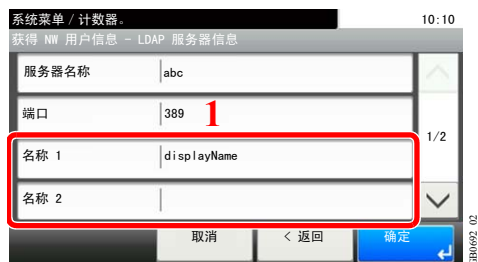 系统菜单 / 计数器。 10:10
获得 NW 用户信息 - LDAP 服务器信息
服务器名称 abc
端口 389 1
1/2
名称 1 displayName
名称 2
取消 < 返回 确定
GB0692_02